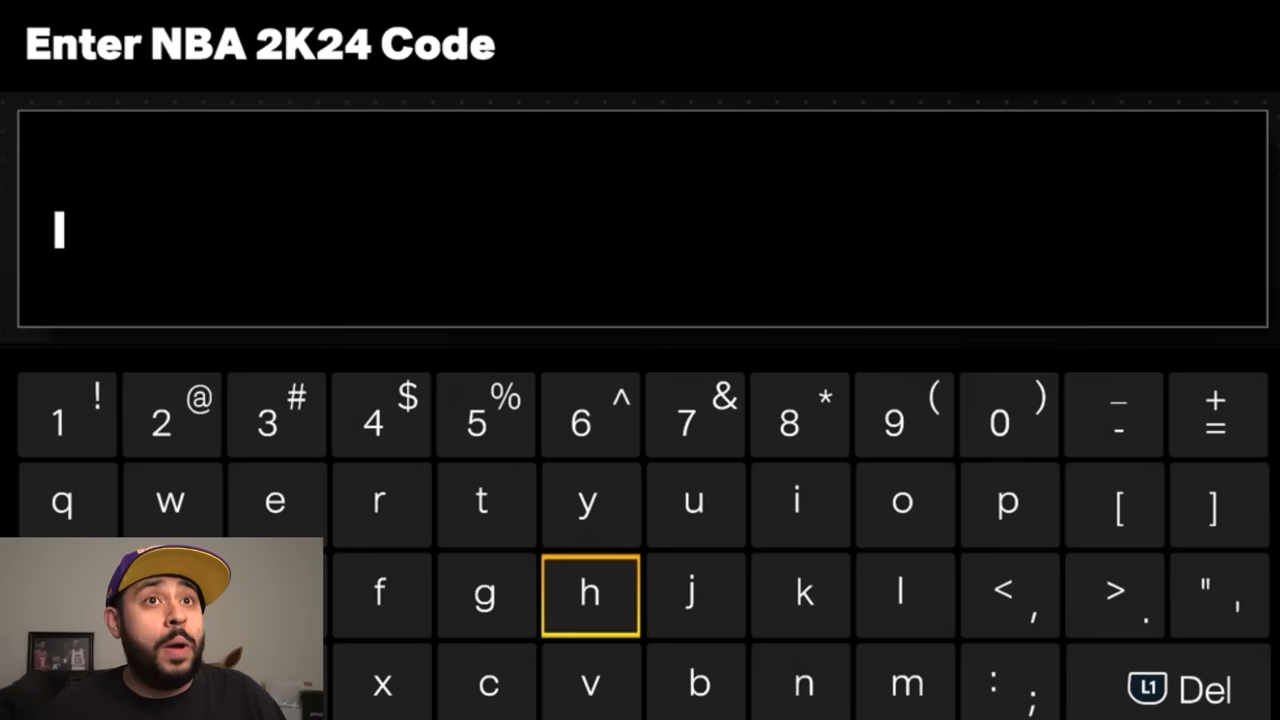 Enter NBA 2K24 Code
1 ! 2 @ 3 # 4 $ 5 % 6 ^ 7 & 8 * 9 ( 0 ) _ - + =
q w e r t y u i o p [ ]
f g h j k l < , > . " '
x c v b n m : ; L1 Del